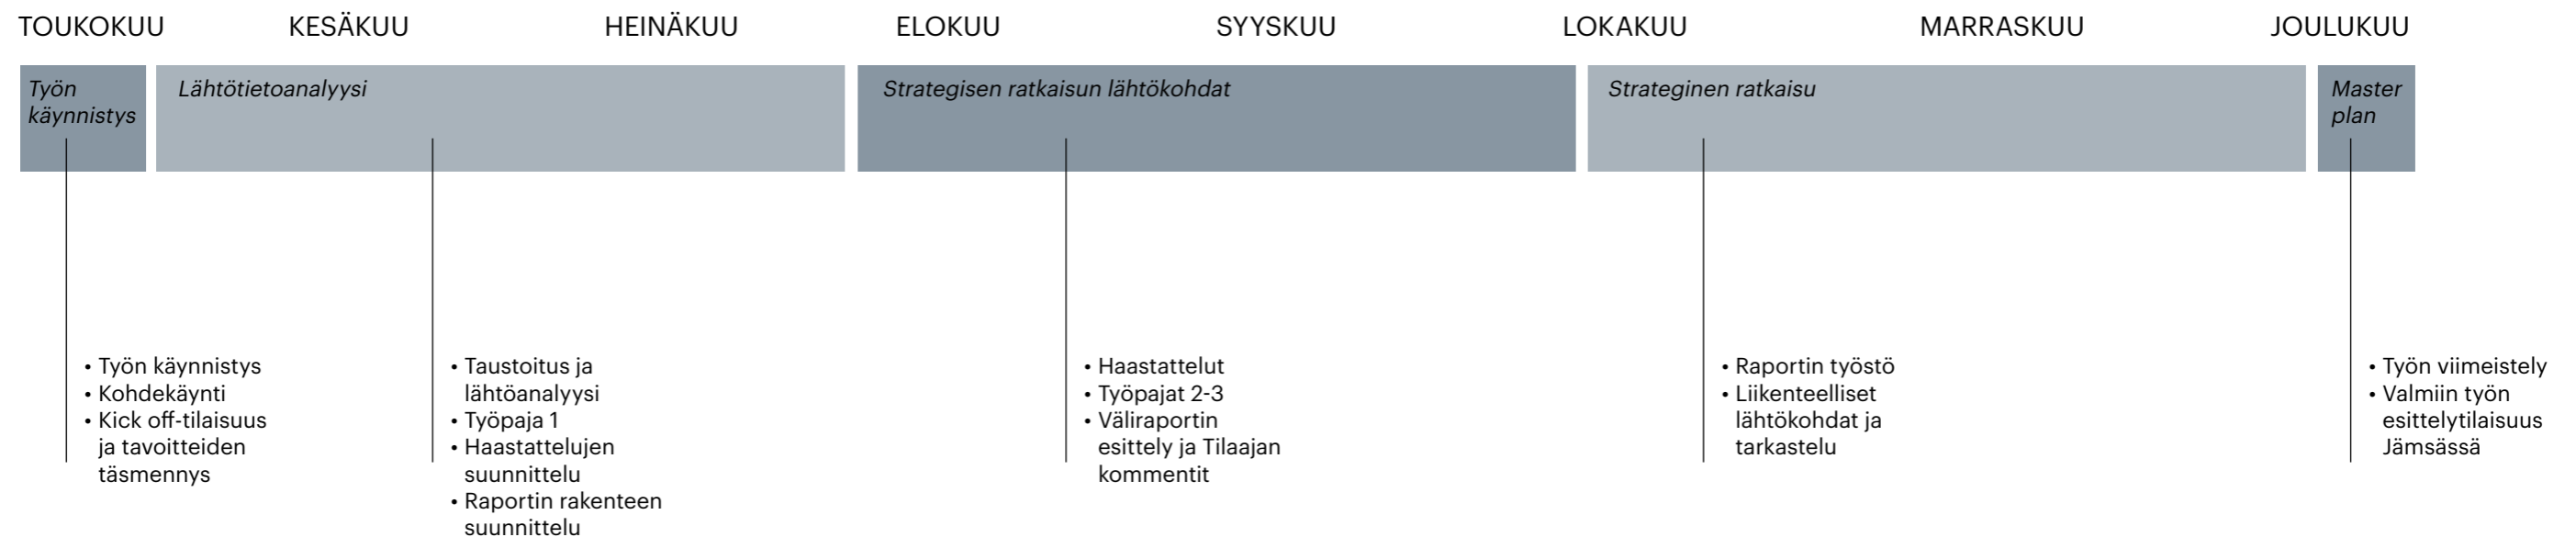 TOUKOKUU KESÄKUU HEINÄKUU ELOKUU SYYSKUU LOKAKUU MARRASKUU JOULUKUU
Työn
käynnistys
Lähtötietoanalyysi
Strategisen ratkaisun lähtökohdat
Strateginen ratkaisu
Master
plan
• Työn käynnistys
• Kohdekäynti
• Kick off-tilaisuus
ja tavoitteiden
täsmennys
• Taustoitus ja
lähtöanalyysi
• Työpaja 1
• Haastattelujen
suunnittelu
• Raportin rakenteen
suunnittelu
• Haastattelut
• Työpajat 2-3
• Väliraportin
esittely ja Tilaajan
kommentit
• Raportin työstö
• Liikenteelliset
lähtökohdat ja
tarkastelu
• Työn viimeistely
• Valmiin työn
esittelytilaisuus
Jämsässä